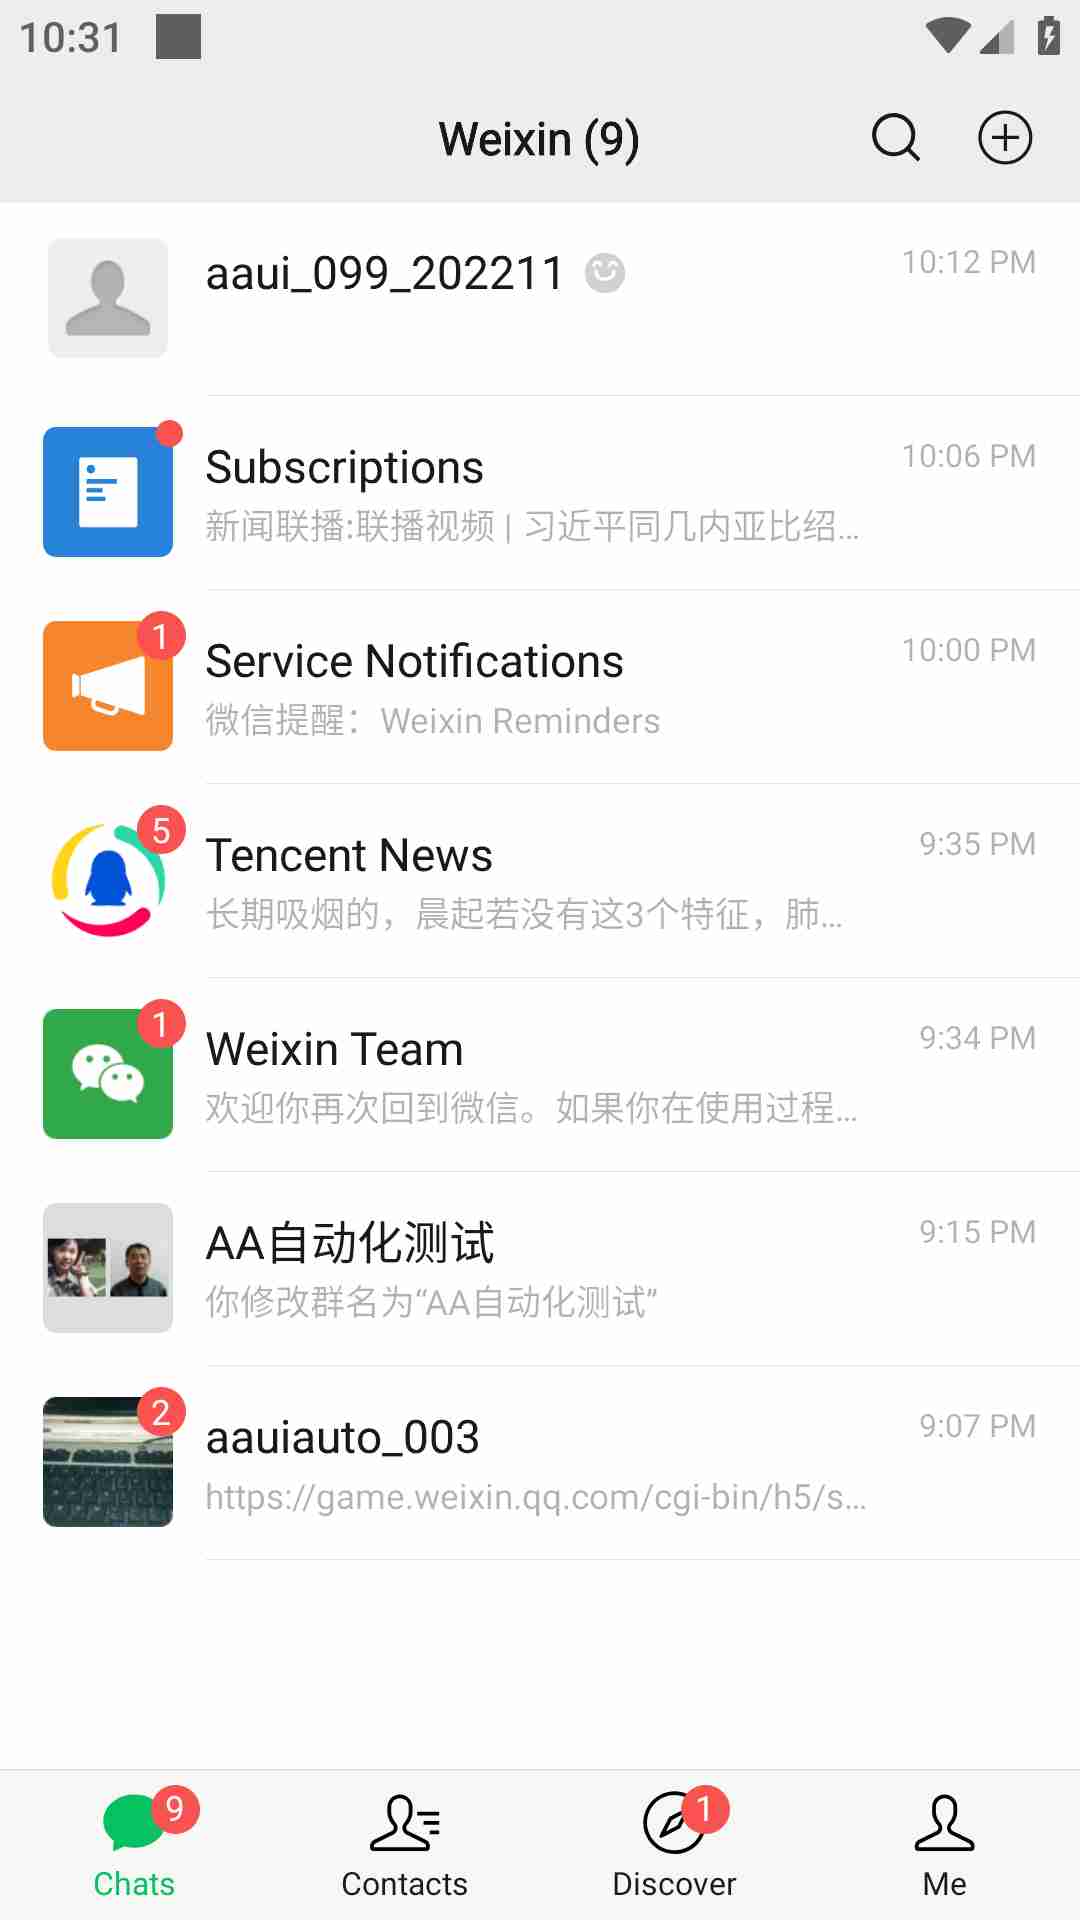 10:31
Weixin (9)
aaui_099_202211
10:12 PM
Subscriptions
10:06 PM
新闻联播:联播视频 | 习近平同几内亚比绍...
1
Service Notifications
10:00 PM
微信提醒：Weixin Reminders
5
Tencent News
9:35 PM
长期吸烟的，晨起若没有这3个特征，肺...
1
Weixin Team
9:34 PM
欢迎你再次回到微信。如果你在使用过程...
AA自动化测试
9:15 PM
你修改群名为“AA自动化测试”
2
aauiauto_003
9:07 PM
https://game.weixin.qq.com/cgi-bin/h5/s...
9
1
Chats
Contacts
Discover
Me